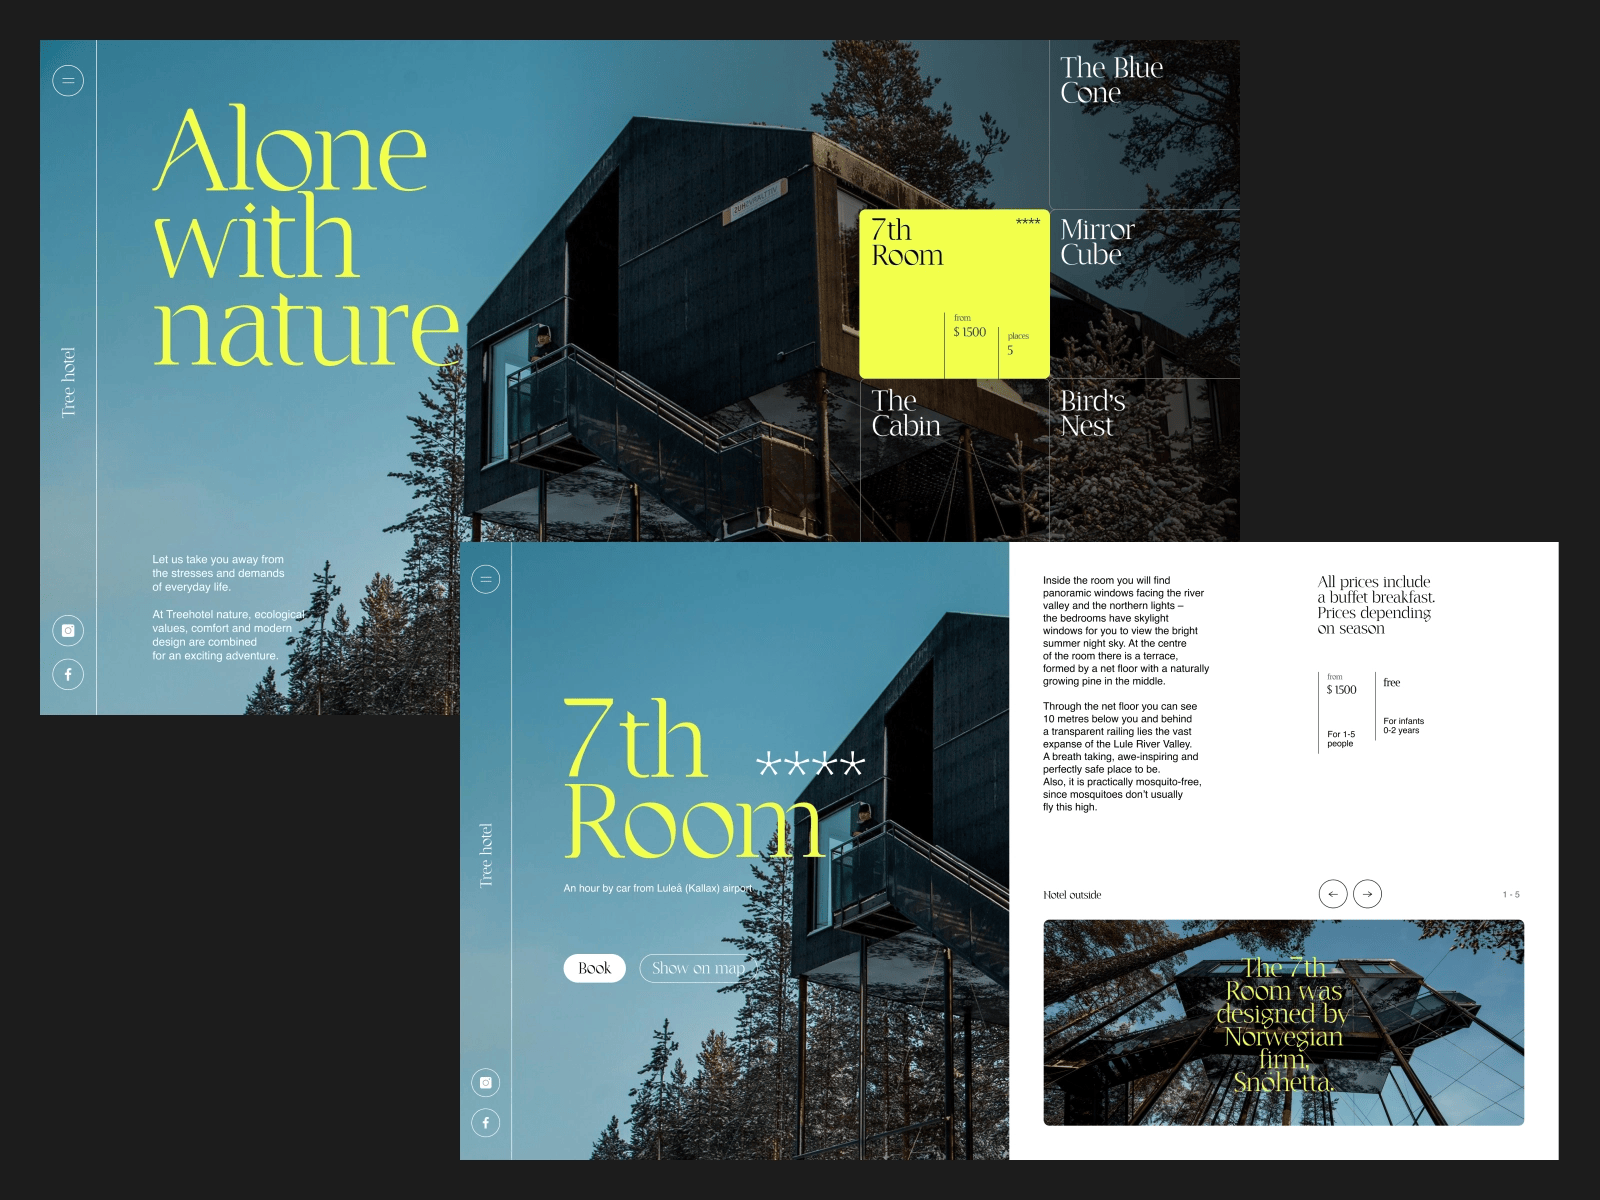 Alone
with
nature
Tree hotel
Let us take you away from
the stresses and demands
of everyday life.
At Treehotel nature, ecological
values, comfort and modern
design are combined
for an exciting adventure.
The Blue
Cone
7th
Room
****
from
$ 1500
places
5
Mirror
Cube
The
Cabin
Bird's
Nest
Tree hotel
7th
Room
****
An hour by car from Luleå (Kallax) airport
Book
Show on map
Inside the room you will find
panoramic windows facing the river
valley and the northern lights –
the bedrooms have skylight
windows for you to view the bright
summer night sky. At the centre
of the room there is a terrace,
formed by a net floor with a naturally
growing pine in the middle.
Through the net floor you can see
10 metres below you and behind
a transparent railing lies the vast
expanse of the Lule River Valley.
A breath taking, awe-inspiring and
perfectly safe place to be.
Also, it is practically mosquito-free,
since mosquitoes don't usually
fly this high.
All prices include
a buffet breakfast.
Prices depending
on season
from
$ 1500
For 1-5
people
free
For infants
0-2 years
Hotel outside
1 - 5
The 7th
Room was
designed by
Norwegian
firm,
Snöhetta.